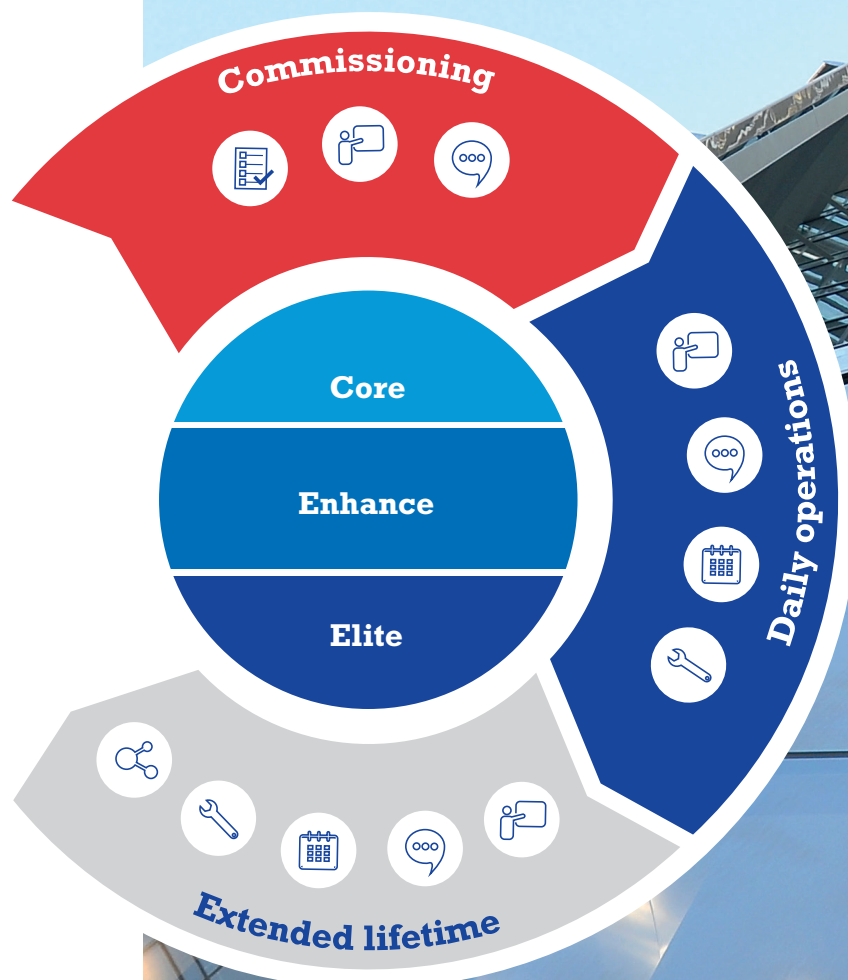 Commissioning
Core
Enhance
Elite
Daily operations
Extended lifetime